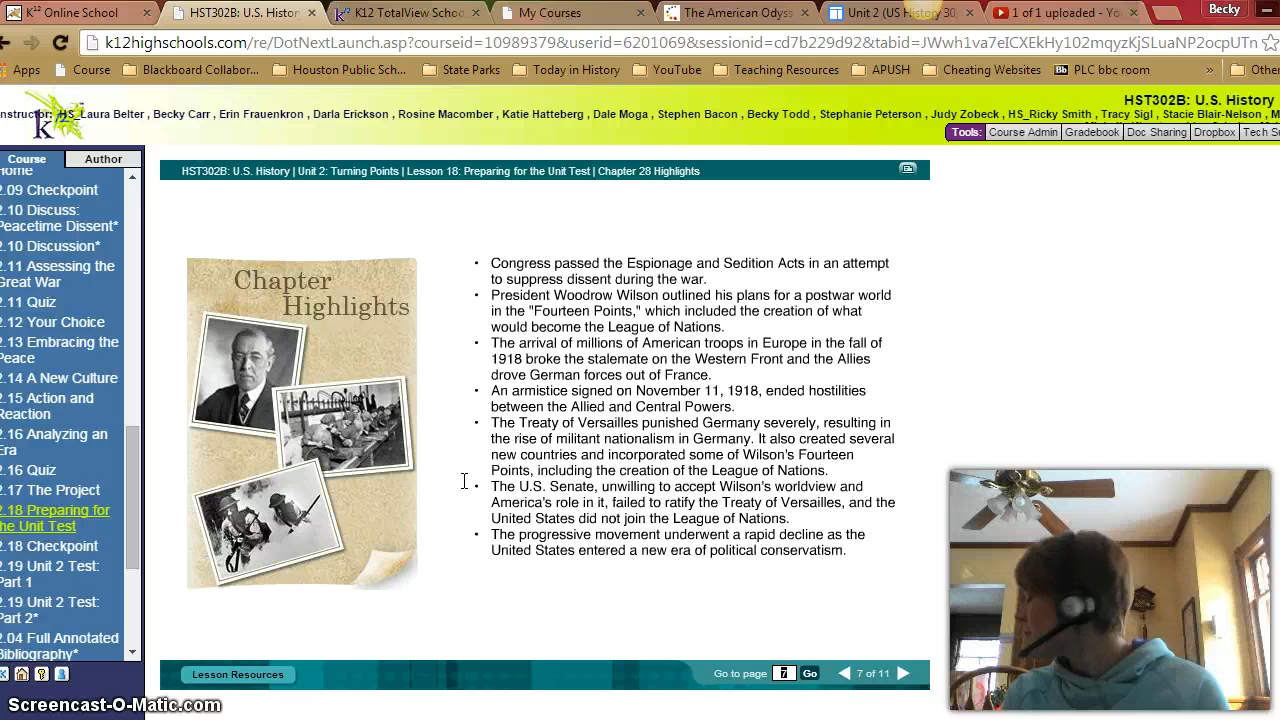 K¹² Online School
HST302B: U.S. Histor
K12 TotalView Schoo
My Courses
The American Odys
Unit 2 (US History 30
1 of 1 uploaded - Yo
Becky
k12highschools.com/re/DotNextLaunch.asp?courseid=10989379&userid=6201069&sessionid=cd7b229d92&tabid=JWwh1va7eICXEkHy102mqyzKjSLuaNP2ocpUTn
Apps
Course
Blackboard Collabor...
Houston Public Sch...
State Parks
Today in History
YouTube
Teaching Resources
APUSH
Cheating Websites
Bb PLC bbc room
»
Other
HST302B: U.S. History
nstructor: HS_Laura Belter , Becky Carr , Erin Frauenkron , Darla Erickson , Rosine Macomber , Katie Hatteberg , Dale Moga , Stephen Bacon , Becky Todd , Stephanie Peterson , Judy Zobeck , HS_Ricky Smith , Tracy Sigl , Stacie Blair-Nelson , M
Tools: Course Admin Gradebook Doc Sharing Dropbox Tech S
Course Author
Home
2.09 Checkpoint
2.10 Discuss:
Peacetime Dissent*
2.10 Discussion*
2.11 Assessing the
Great War
2.11 Quiz
2.12 Your Choice
2.13 Embracing the
Peace
2.14 A New Culture
2.15 Action and
Reaction
2.16 Analyzing an
Era
2.16 Quiz
2.17 The Project
2.18 Preparing for
the Unit Test
2.18 Checkpoint
2.19 Unit 2 Test:
Part 1
2.19 Unit 2 Test:
Part 2*
2.04 Full Annotated
Bibliography*
HST302B: U.S. History | Unit 2: Turning Points | Lesson 18: Preparing for the Unit Test | Chapter 28 Highlights
Chapter
Highlights
• Congress passed the Espionage and Sedition Acts in an attempt
to suppress dissent during the war.
• President Woodrow Wilson outlined his plans for a postwar world
in the "Fourteen Points," which included the creation of what
would become the League of Nations.
• The arrival of millions of American troops in Europe in the fall of
1918 broke the stalemate on the Western Front and the Allies
drove German forces out of France.
• An armistice signed on November 11, 1918, ended hostilities
between the Allied and Central Powers.
• The Treaty of Versailles punished Germany severely, resulting in
the rise of militant nationalism in Germany. It also created several
new countries and incorporated some of Wilson's Fourteen
Points, including the creation of the League of Nations.
• The U.S. Senate, unwilling to accept Wilson's worldview and
America's role in it, failed to ratify the Treaty of Versailles, and the
United States did not join the League of Nations.
• The progressive movement underwent a rapid decline as the
United States entered a new era of political conservatism.
Lesson Resources
Go to page 7 Go 7 of 11
Screencast-O-Matic.com